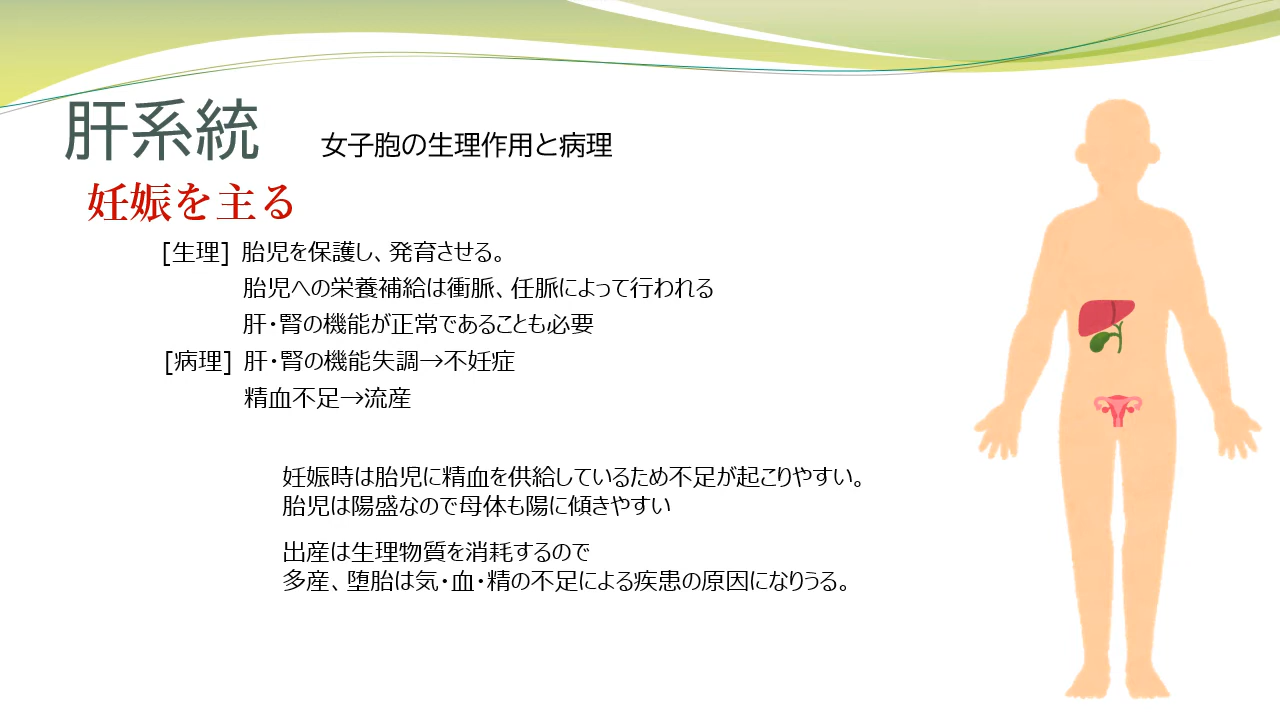 肝系統
女子胞の生理作用と病理
妊娠を主る
[生理] 胎児を保護し、発育させる。
胎児への栄養補給は衝脈、任脈によって行われる
肝・腎の機能が正常であることも必要
[病理] 肝・腎の機能失調→不妊症
精血不足→流産
妊娠時は胎児に精血を供給しているため不足が起こりやすい。
胎児は陽盛なので母体も陽に傾きやすい
出産は生理物質を消耗するので
多産、堕胎は気・血・精の不足による疾患の原因になりうる。